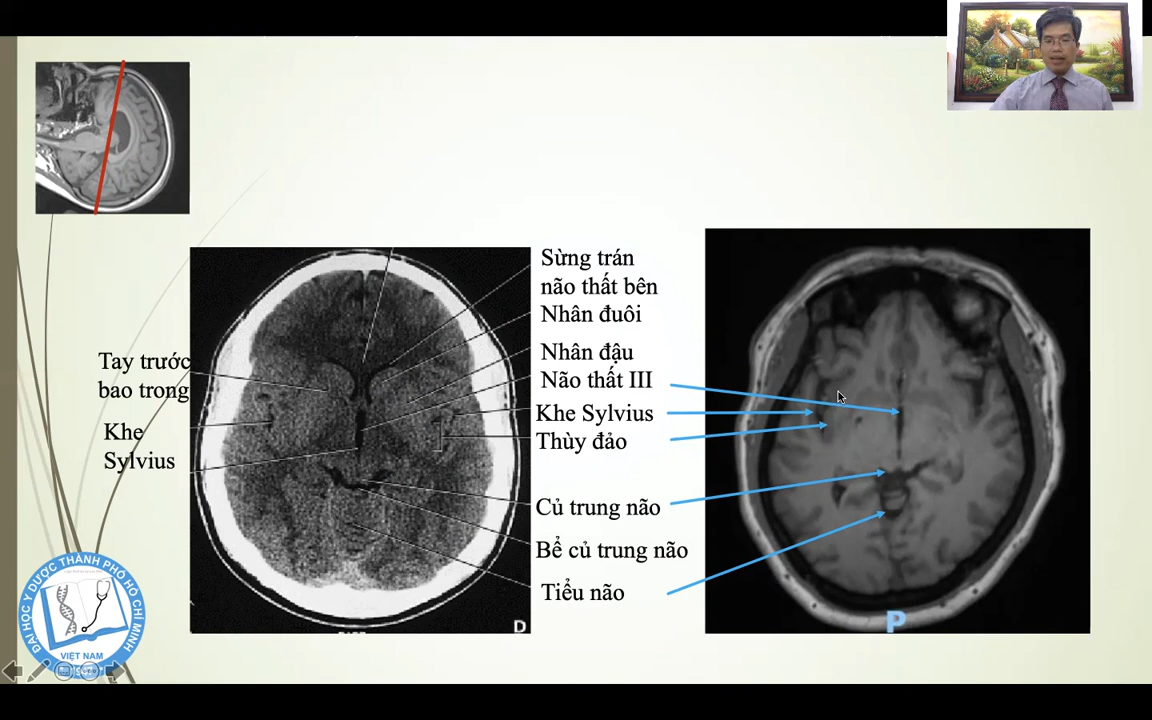 Sừng trán
não thất bên
Nhân đuôi
Nhân đậu
Não thất III
Khe Sylvius
Thùy đảo
Củ trung não
Bể củ trung não
Tiểu não
Tay trước
bao trong
Khe
Sylvius
D
P
ĐẠI HỌC Y DƯỢC THÀNH PHỐ HỒ CHÍ MINH
VIỆT NAM